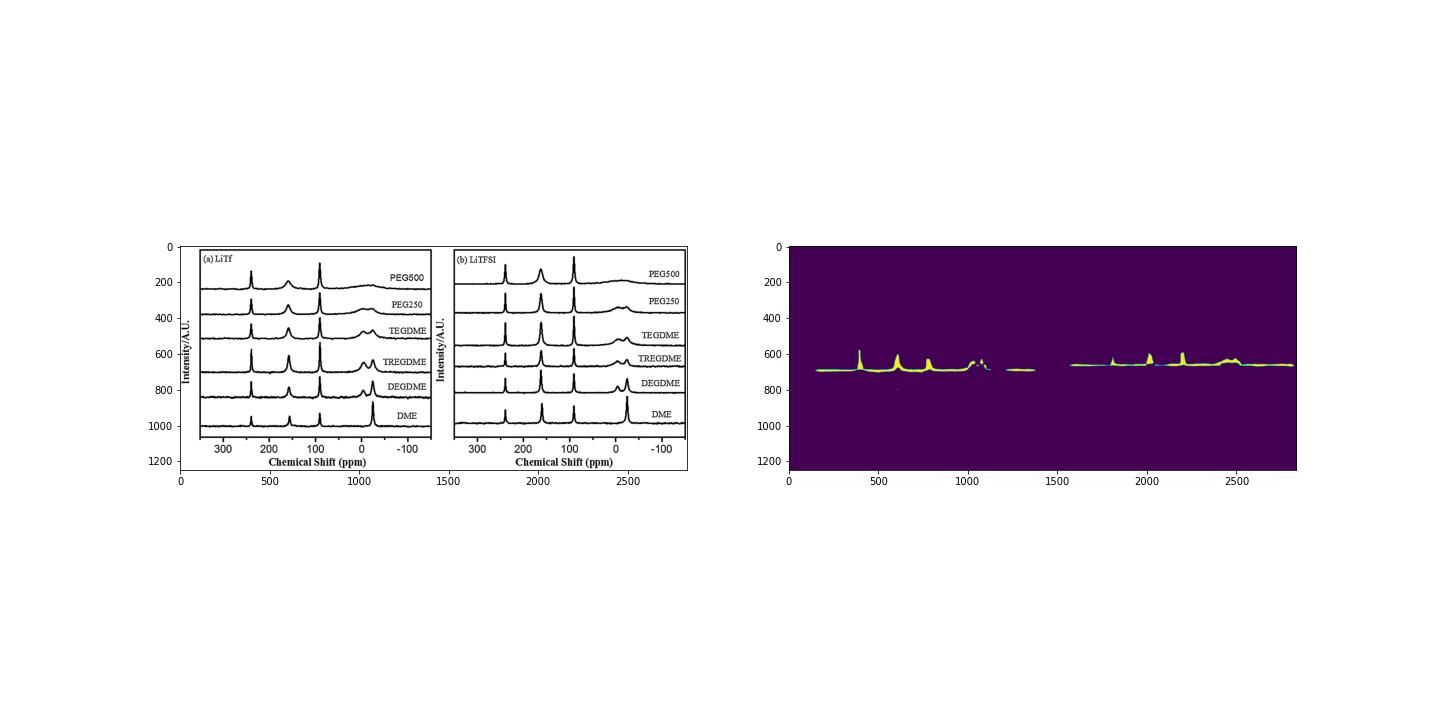 (a) LiTf
PEG500
PEG250
TEGDME
TREGDME
DEGDME
DME
Intensity/A.U.
300 200 100 0 -100
Chemical Shift (ppm)
(b) LiTFSI
PEG500
PEG250
TEGDME
TREGDME
DEGDME
DME
Intensity/A.U.
300 200 100 0 -100
Chemical Shift (ppm)
0
200
400
600
800
1000
1200
0 500 1000 1500 2000 2500
0
200
400
600
800
1000
1200
0 500 1000 1500 2000 2500